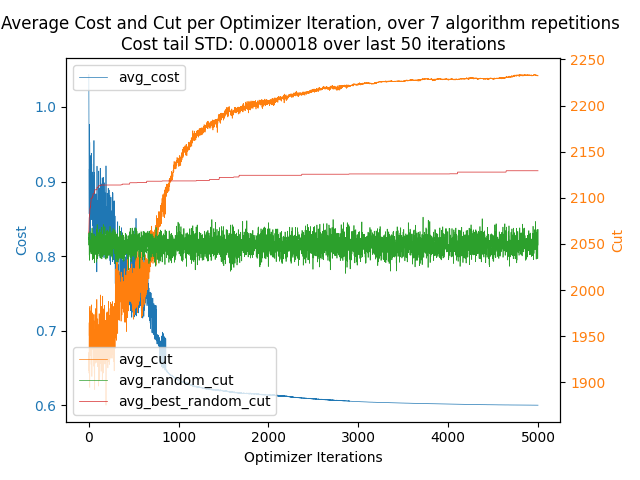 Average Cost and Cut per Optimizer Iteration, over 7 algorithm repetitions
Cost tail STD: 0.000018 over last 50 iterations
avg_cost
avg_cut
avg_random_cut
avg_best_random_cut
Cost
1.0
0.9
0.8
0.7
0.6
Cut
2250
2200
2150
2100
2050
2000
1950
1900
0
1000
2000
3000
4000
5000
Optimizer Iterations